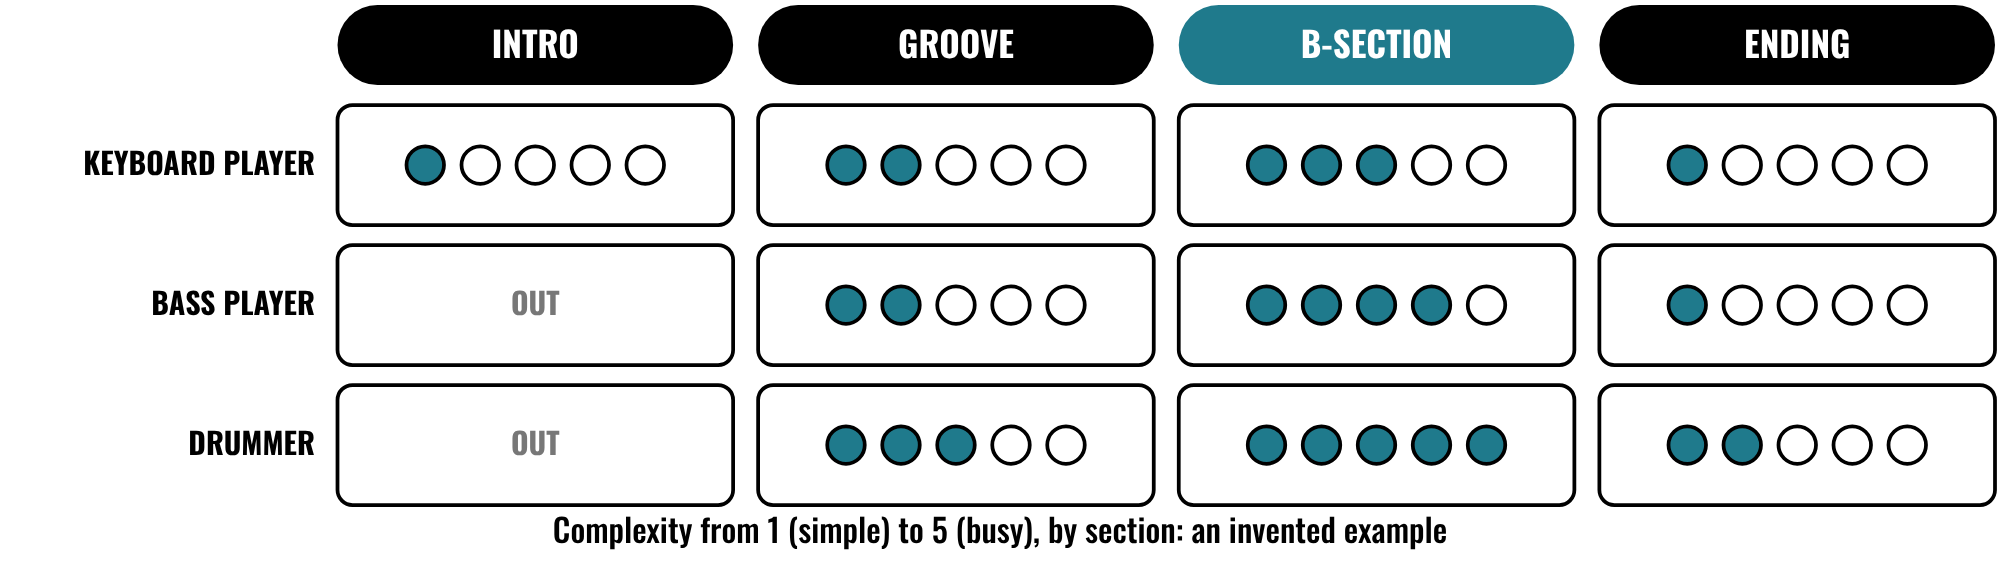 INTRO GROOVE B-SECTION ENDING
KEYBOARD PLAYER
BASS PLAYER OUT
DRUMMER OUT
Complexity from 1 (simple) to 5 (busy), by section: an invented example